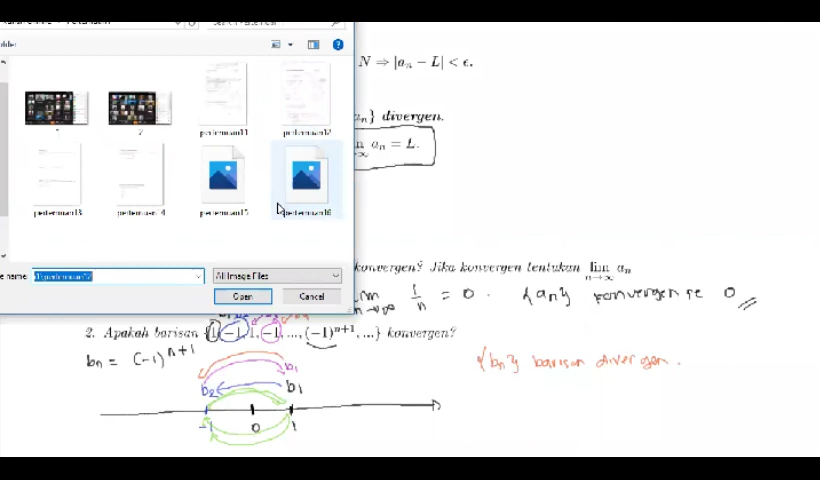 N ⇒ |aₙ − L| < ϵ.
1
2
pertemuan11
pertemuan12
aₙ} divergen.
aₙ = L.
pertemuan13
pertemuan14
pertemuan15
pertemuan16
konvergen? Jika konvergen tentukan lim aₙ
n→∞
All Image Files
Open
Cancel
1/n = 0. {aₙ} konvergen ke 0
n→∞
2. Apakah barisan {1, −1, 1, −1, ..., (−1)ⁿ⁺¹, ...} konvergen?
bₙ = (−1)ⁿ⁺¹
{bₙ} barisan divergen.
b₁
b₂
b₁
−1
0
1